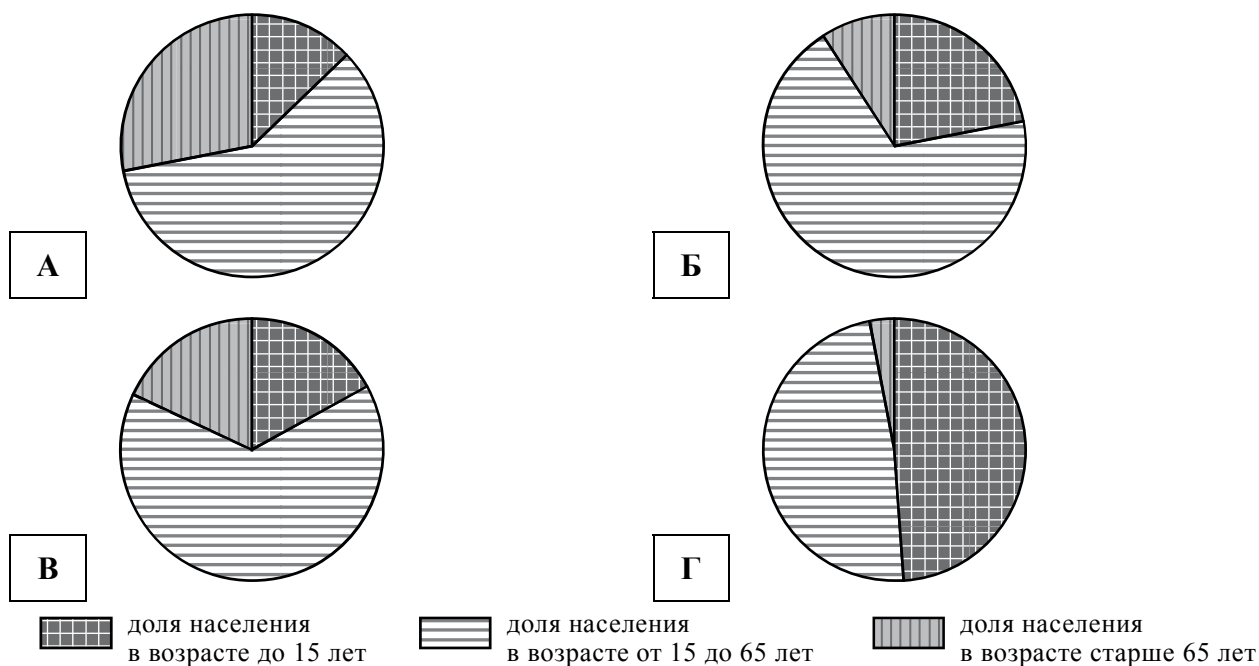 А
Б
В
Г
доля населения
в возрасте до 15 лет
доля населения
в возрасте от 15 до 65 лет
доля населения
в возрасте старше 65 лет